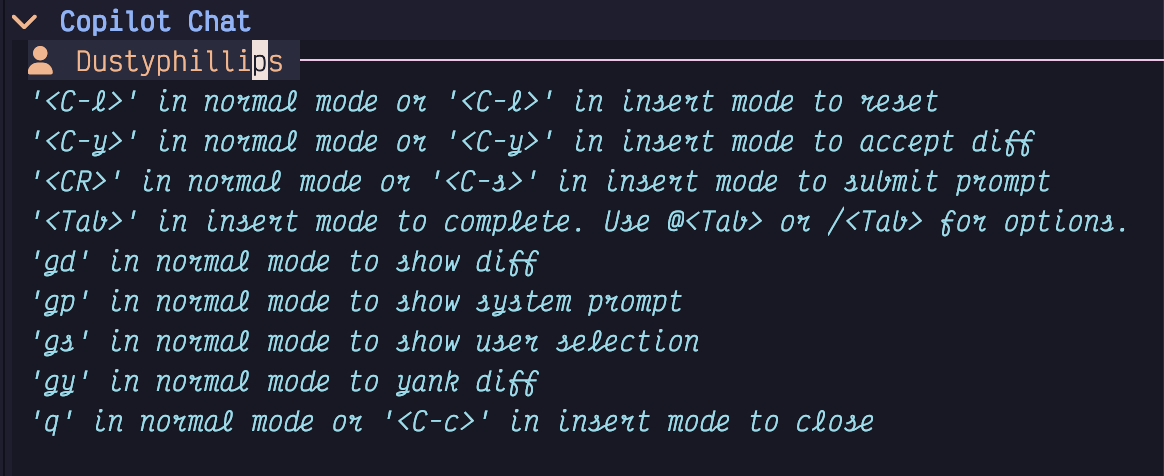 Copilot Chat
Dustyphillips
'<C-l>' in normal mode or '<C-l>' in insert mode to reset
'<C-y>' in normal mode or '<C-y>' in insert mode to accept diff
'<CR>' in normal mode or '<C-s>' in insert mode to submit prompt
'<Tab>' in insert mode to complete. Use @<Tab> or /<Tab> for options.
'gd' in normal mode to show diff
'gp' in normal mode to show system prompt
'gs' in normal mode to show user selection
'gy' in normal mode to yank diff
'q' in normal mode or '<C-c>' in insert mode to close